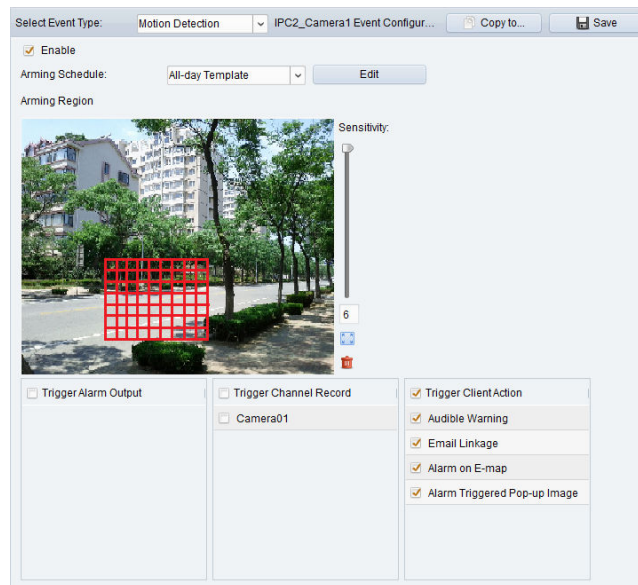 Select Event Type: Motion Detection IPC2_Camera1 Event Configur... Copy to... Save
Enable
Arming Schedule: All-day Template Edit
Arming Region
Sensitivity:
6
Trigger Alarm Output
Trigger Channel Record
Camera01
Trigger Client Action
Audible Warning
Email Linkage
Alarm on E-map
Alarm Triggered Pop-up Image